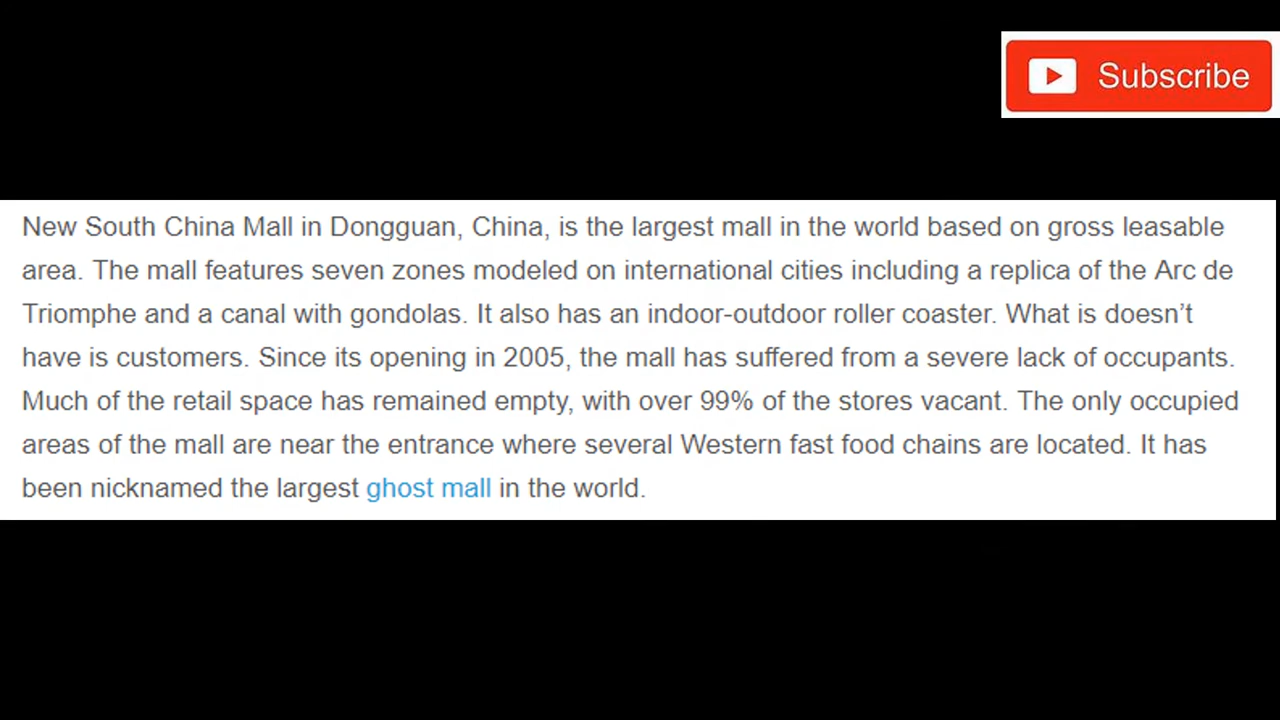 Subscribe
New South China Mall in Dongguan, China, is the largest mall in the world based on gross leasable
area. The mall features seven zones modeled on international cities including a replica of the Arc de
Triomphe and a canal with gondolas. It also has an indoor-outdoor roller coaster. What is doesn’t
have is customers. Since its opening in 2005, the mall has suffered from a severe lack of occupants.
Much of the retail space has remained empty, with over 99% of the stores vacant. The only occupied
areas of the mall are near the entrance where several Western fast food chains are located. It has
been nicknamed the largest ghost mall in the world.